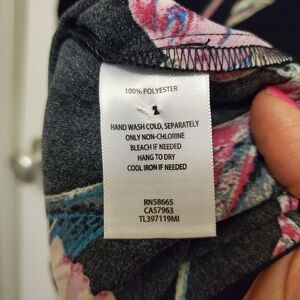 100% POLYESTER
HAND WASH COLD, SEPARATELY
ONLY NON-CHLORINE
BLEACH IF NEEDED
HANG TO DRY
COOL IRON IF NEEDED
RN58665
CA57963
TL397119MI